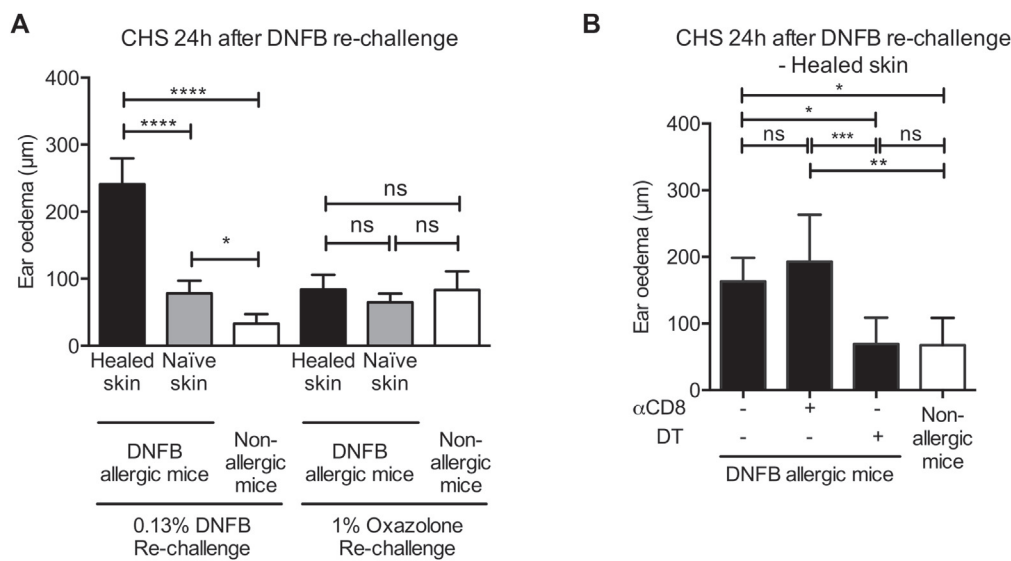 A
CHS 24h after DNFB re-challenge
Ear oedema (µm)
400
300
200
100
0
****
****
*
ns
ns
ns
Healed skin
Naïve skin
Healed skin
Naïve skin
DNFB allergic mice
Non-allergic mice
DNFB allergic mice
Non-allergic mice
0.13% DNFB
Re-challenge
1% Oxazolone
Re-challenge
B
CHS 24h after DNFB re-challenge
- Healed skin
Ear oedema (µm)
400
300
200
100
0
*
*
ns
***
ns
**
αCD8
-
+
-
DT
-
-
+
Non-
allergic
mice
DNFB allergic mice